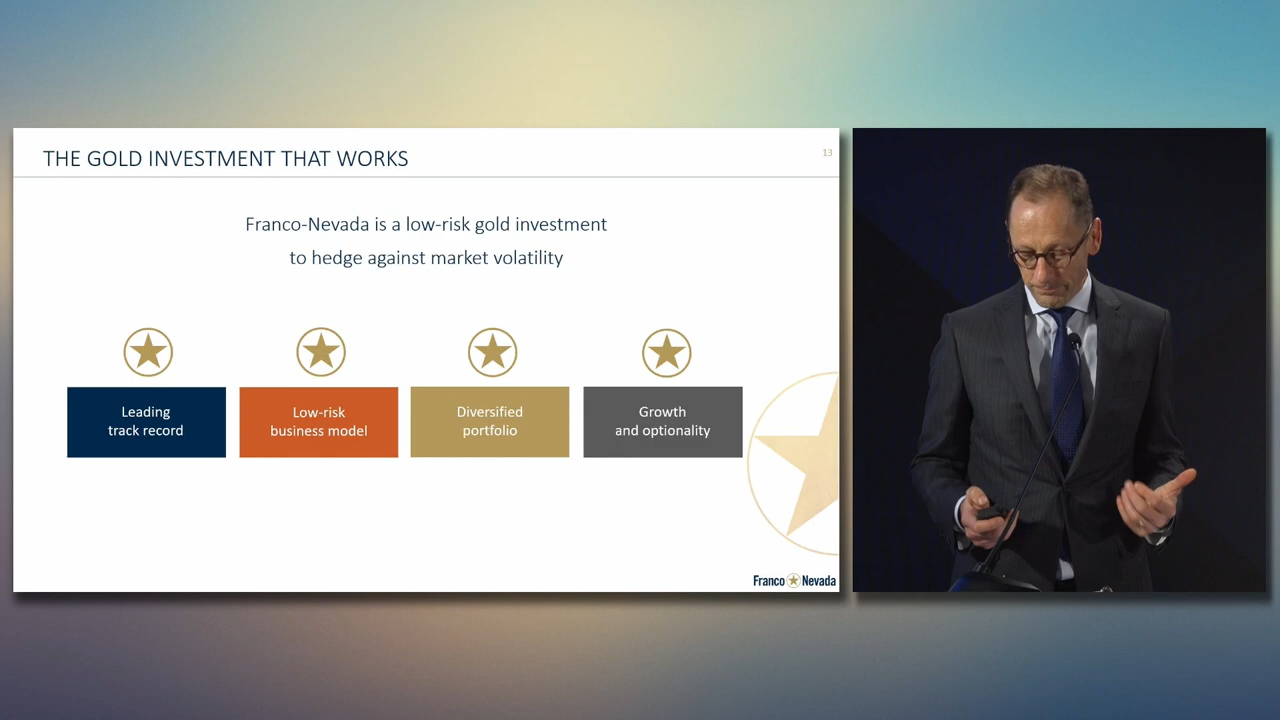 THE GOLD INVESTMENT THAT WORKS
13
Franco-Nevada is a low-risk gold investment
to hedge against market volatility
Leading
track record
Low-risk
business model
Diversified
portfolio
Growth
and optionality
Franco Nevada